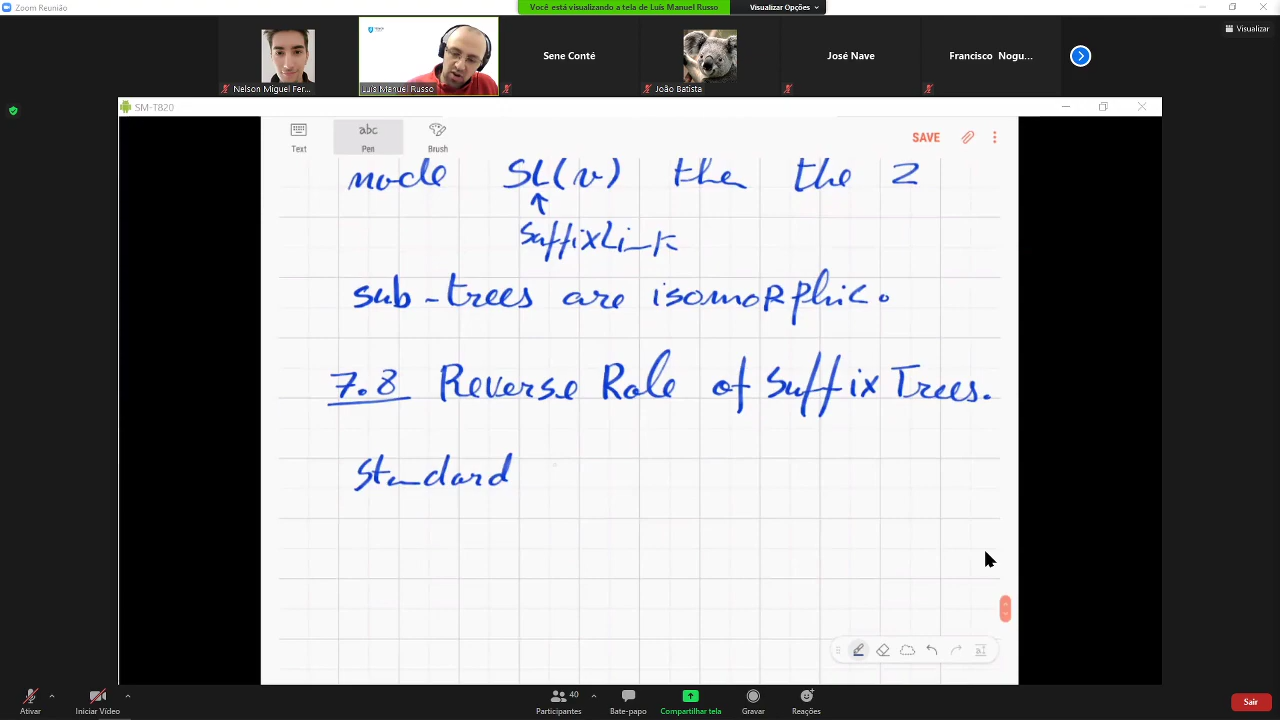 Zoom Reunião
Você está visualizando a tela de Luís Manuel Russo
Visualizar Opções
Visualizar
Nelson Miguel Fer...
Luís Manuel Russo
Sene Conté
João Batista
José Nave
Francisco Nogu...
SM-T820
Text
abc
Pen
Brush
SAVE
node SL(v) then the 2
SuffixLink
sub-trees are isomorphic.
7.8 Reverse Role of Suffix Trees.
Standard
Ativar
Iniciar Vídeo
40
Participantes
Bate-papo
Compartilhar tela
Gravar
Reações
Sair